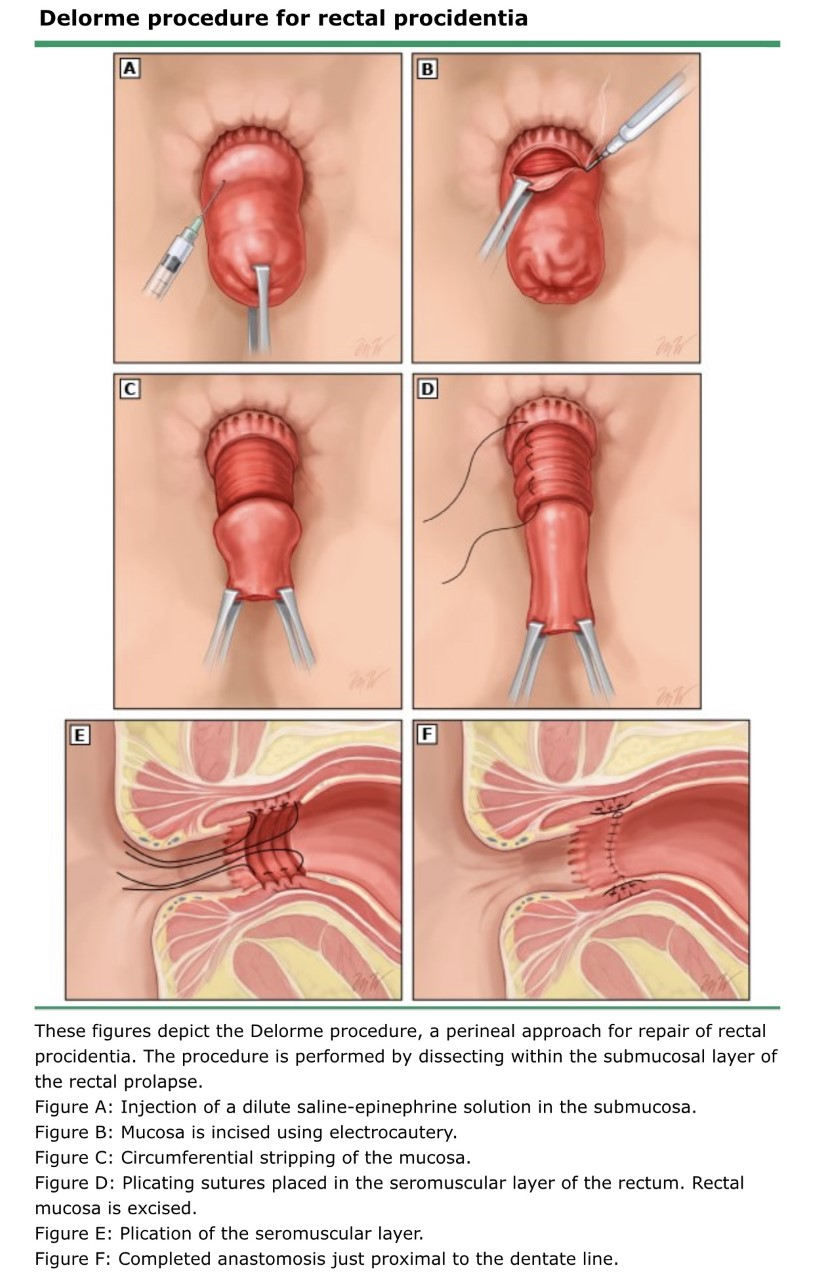 Delorme procedure for rectal procidentia
A
B
C
D
E
F
These figures depict the Delorme procedure, a perineal approach for repair of rectal
procidentia. The procedure is performed by dissecting within the submucosal layer of
the rectal prolapse.
Figure A: Injection of a dilute saline-epinephrine solution in the submucosa.
Figure B: Mucosa is incised using electrocautery.
Figure C: Circumferential stripping of the mucosa.
Figure D: Plicating sutures placed in the seromuscular layer of the rectum. Rectal
mucosa is excised.
Figure E: Plication of the seromuscular layer.
Figure F: Completed anastomosis just proximal to the dentate line.